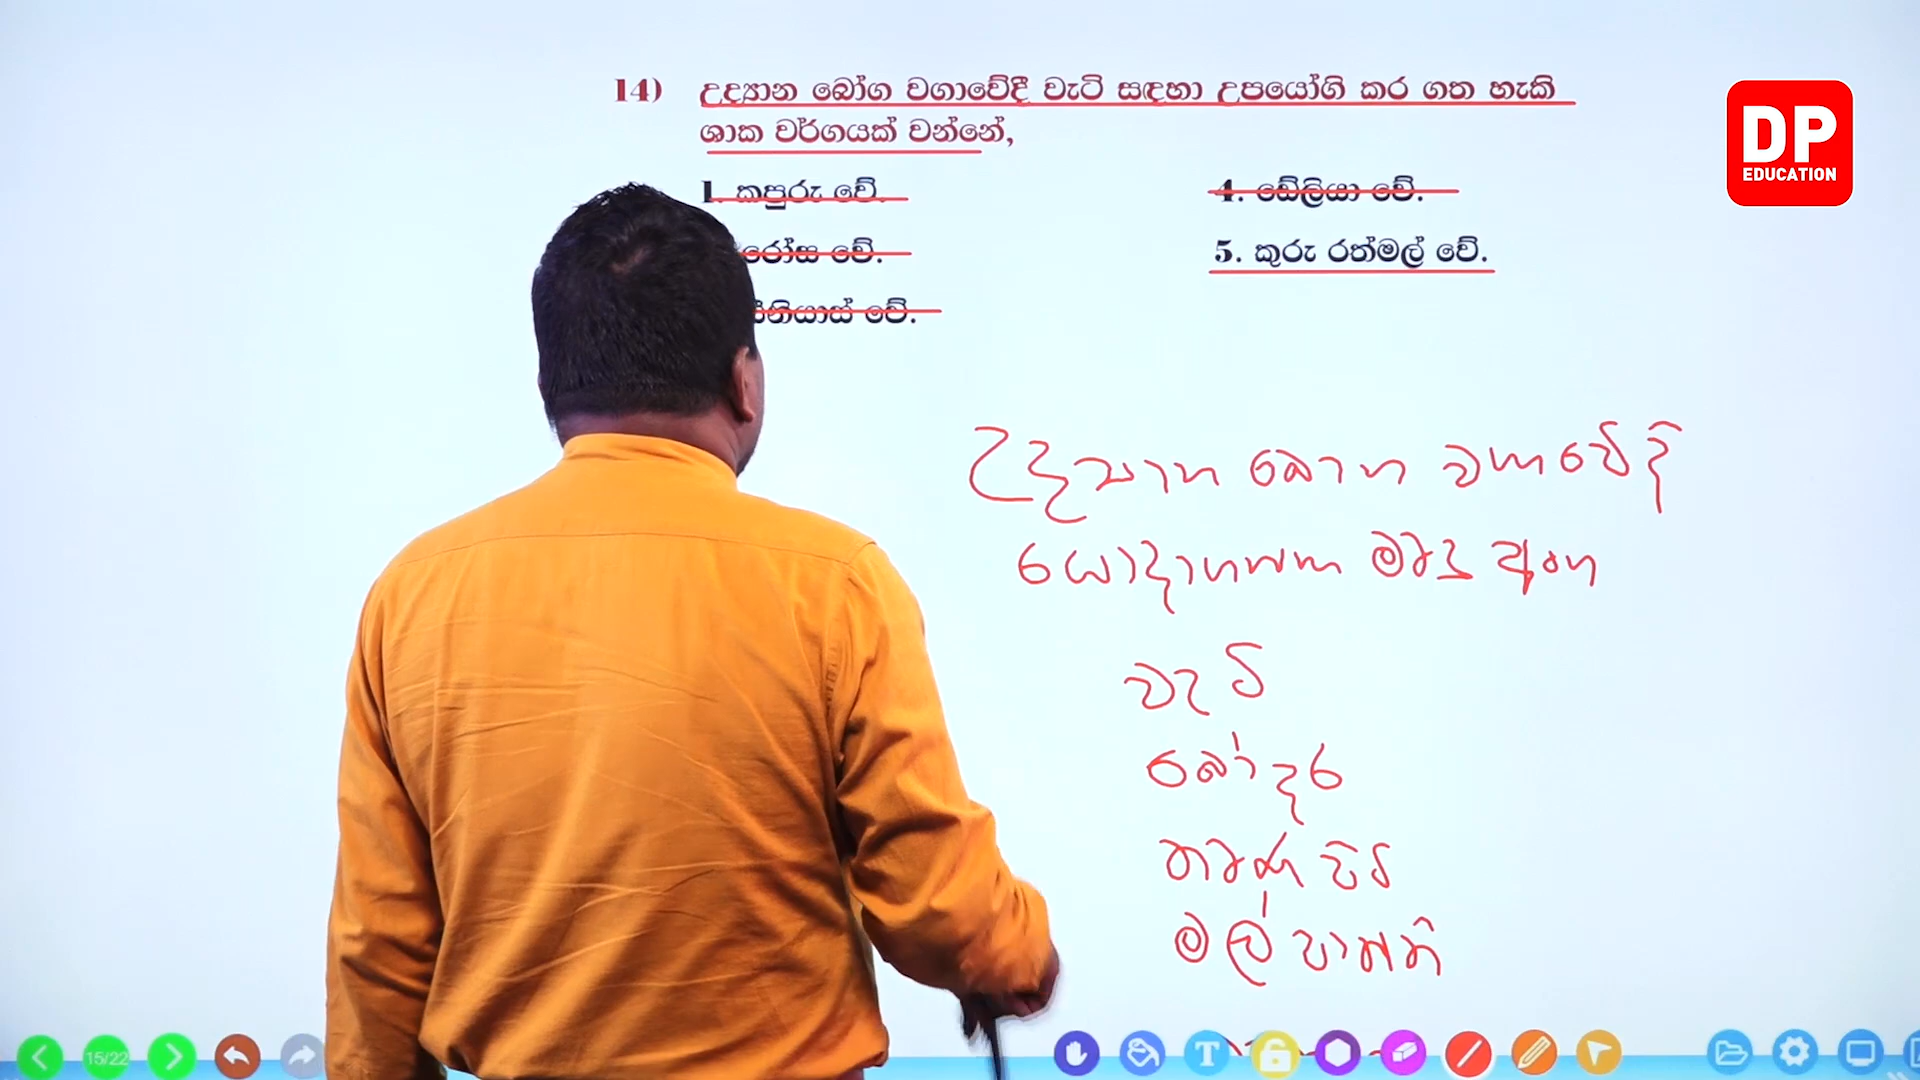 14) උද්‍යාන බෝග වගාවේදී වැටි සඳහා උපයෝගි කර ගත හැකි
ශාක වර්ගයක් වන්නේ,
1. කපුරු වේ.
රෝස වේ.
නියාස් වේ.
4. ඩේලියා වේ.
5. කුරු රත්මල් වේ.
DP
EDUCATION
උද්‍යාන බොග වගාවේදි
යොදාගන්නා මෘදු අංග
වැටි
බෝදර
තෘණ පිටි
මල් පාත්ති
15/22
T